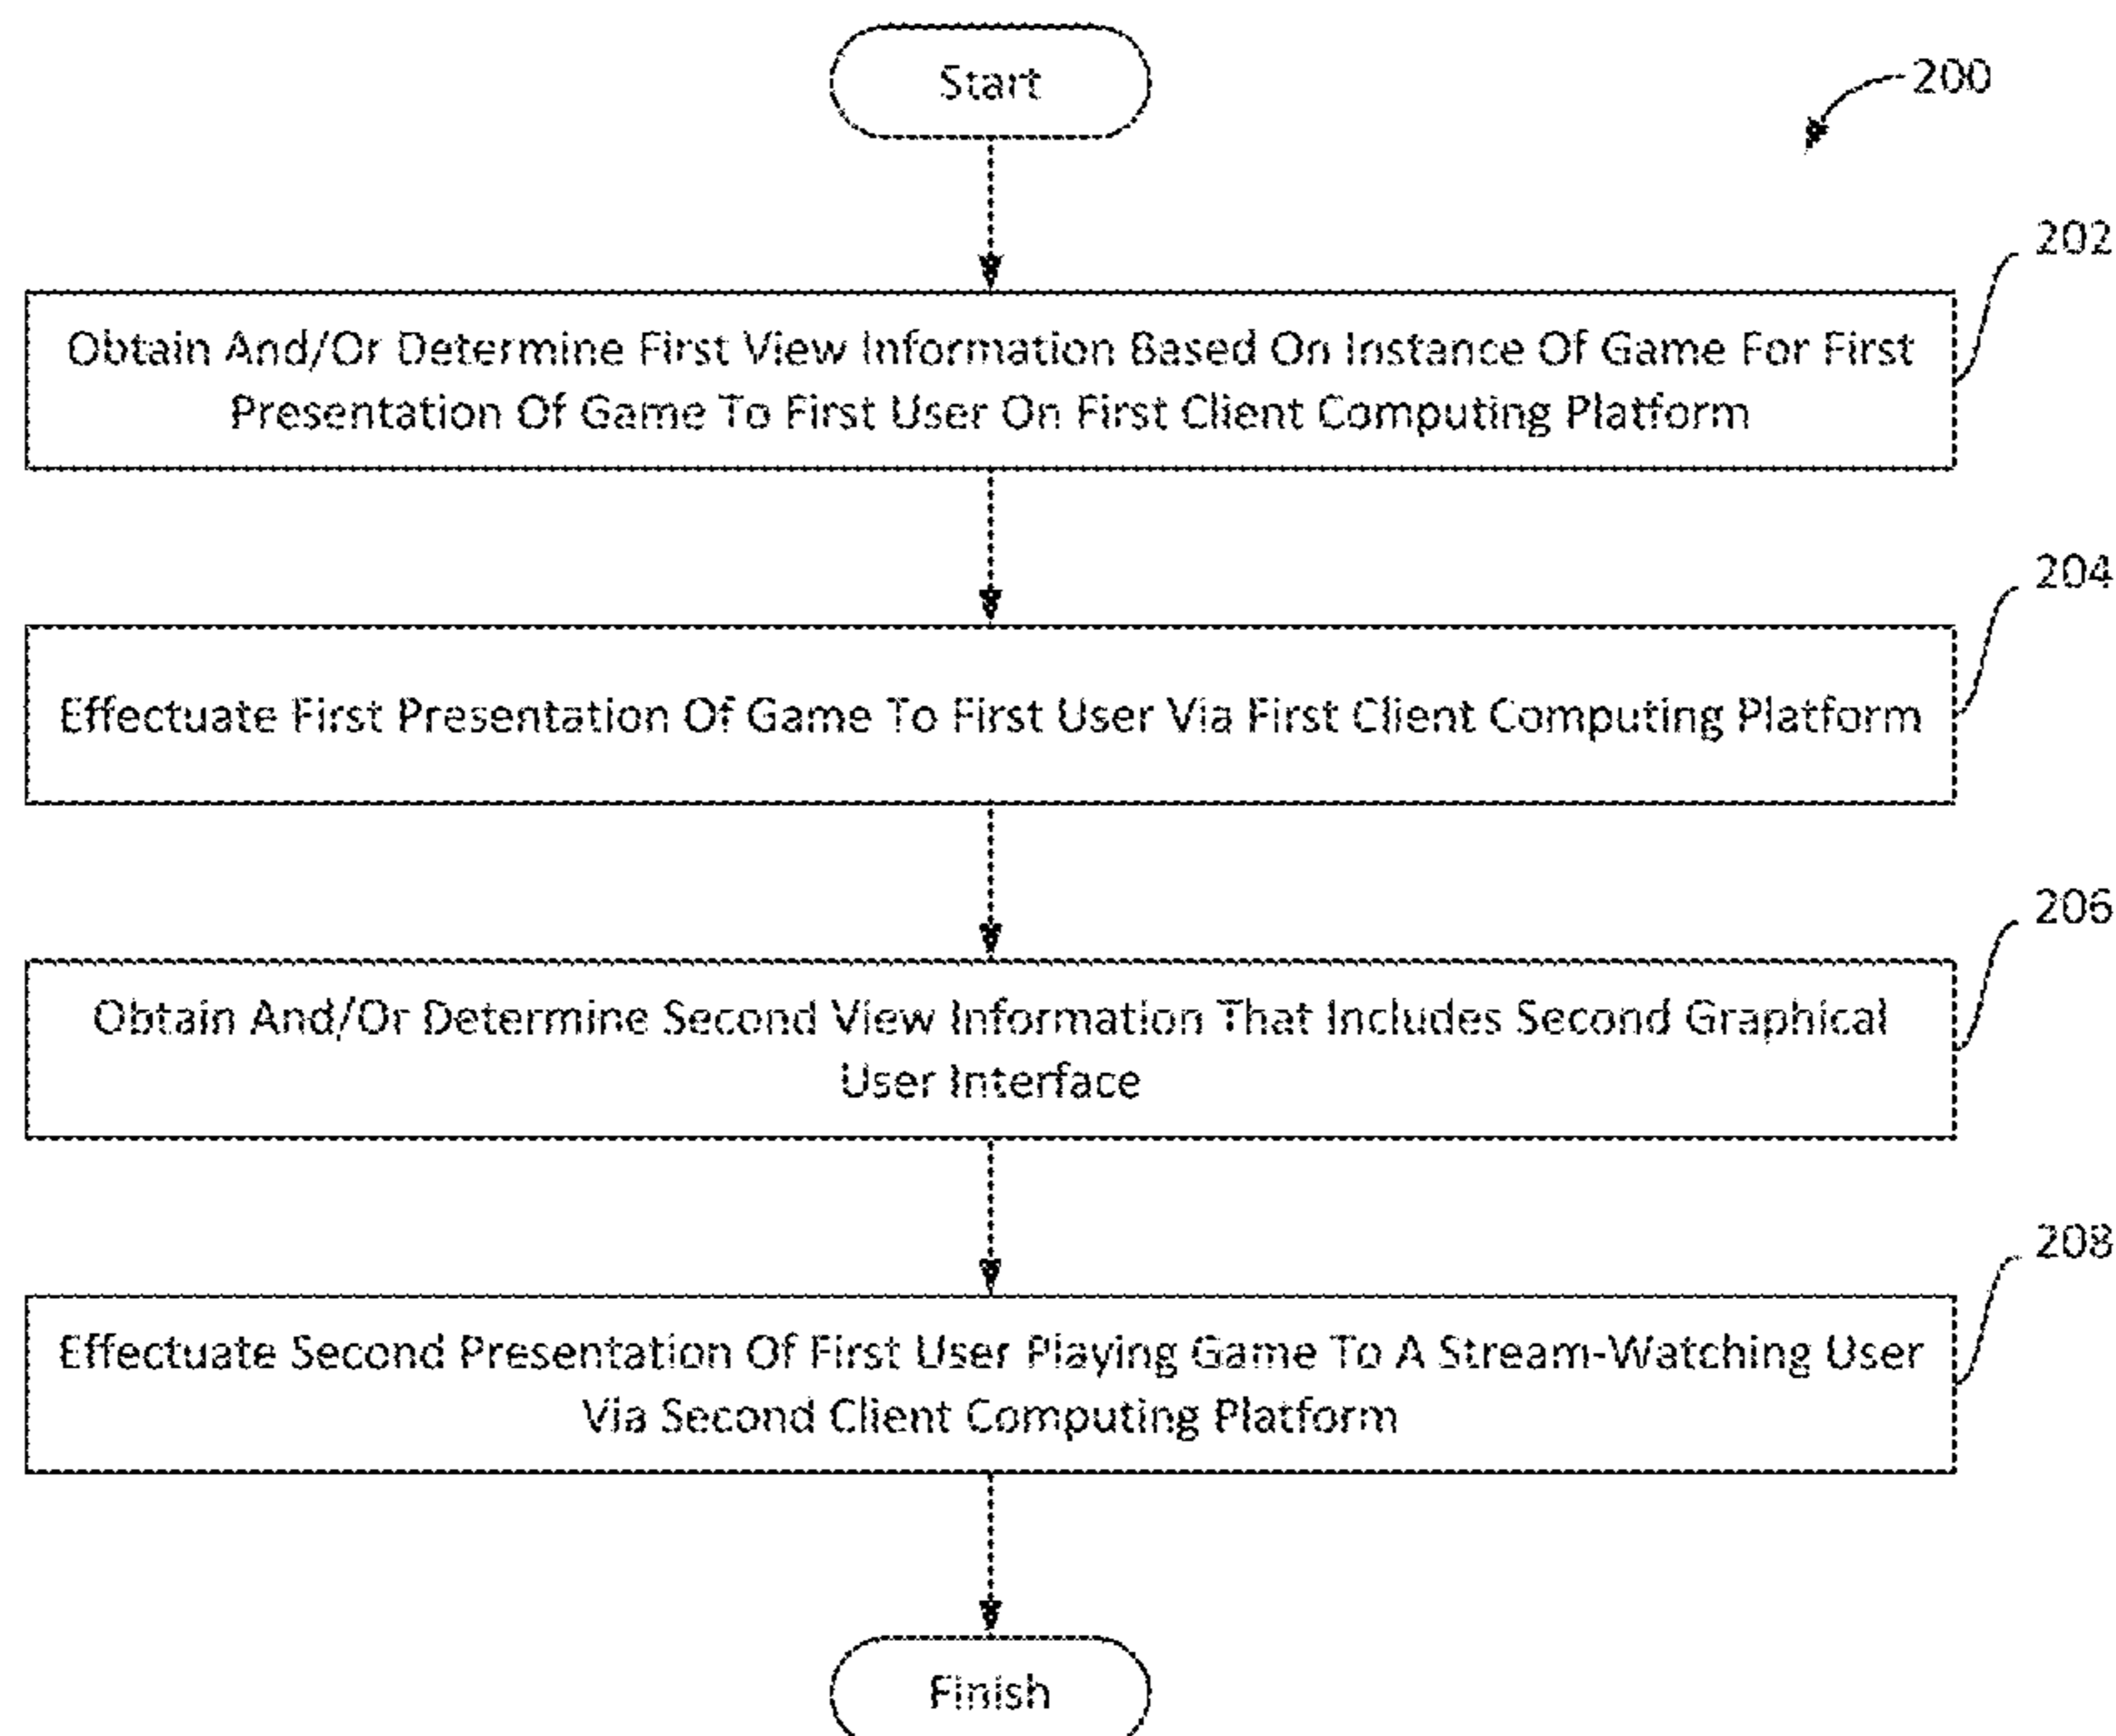 Start
200
202
Obtain And/Or Determine First View Information Based On Instance Of Game For First
Presentation Of Game To First User On First Client Computing Platform
204
Effectuate First Presentation Of Game To First User Via First Client Computing Platform
206
Obtain And/Or Determine Second View Information That Includes Second Graphical
User Interface
208
Effectuate Second Presentation Of First User Playing Game To A Stream-Watching User
Via Second Client Computing Platform
Finish